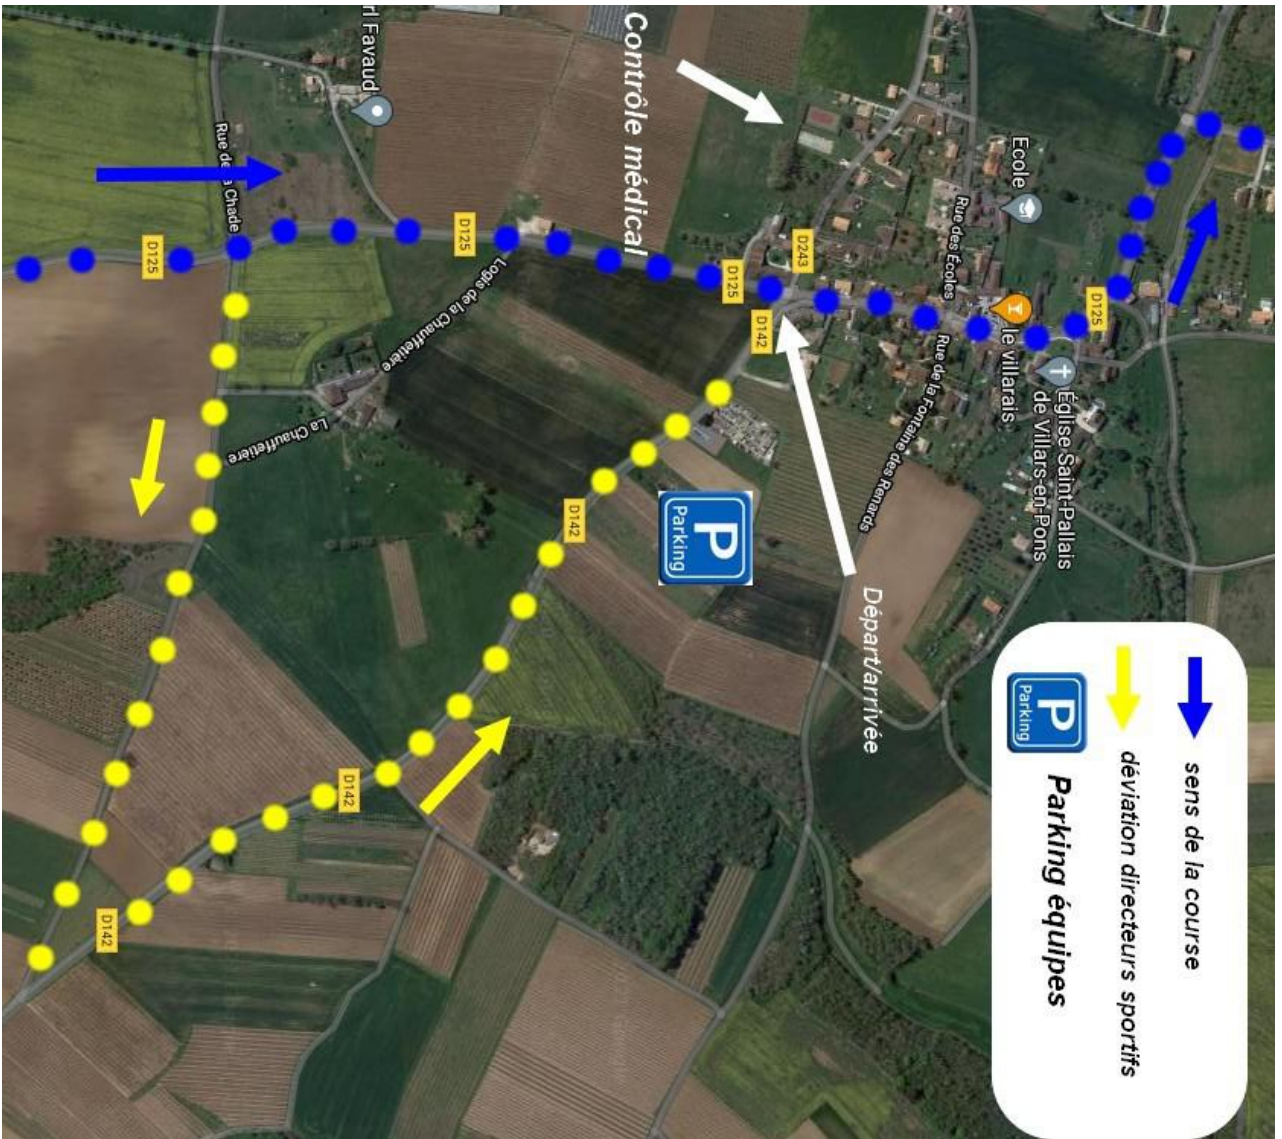 sens de la course
déviation directeurs sportifs
P
Parking
Parking équipes
Ecole
Rue des Écoles
le villarais
Église Saint-Pallais
de Villars-en-Pons
D125
Rue de la Fontaine des Renards
D243
D142
D125
Départ/arrivée
P
Parking
Contrôle médical
D125
Logis de la Chauffetière
La Chauffetière
D142
rl Favaud
Rue de la Chade
D125
D142
D142